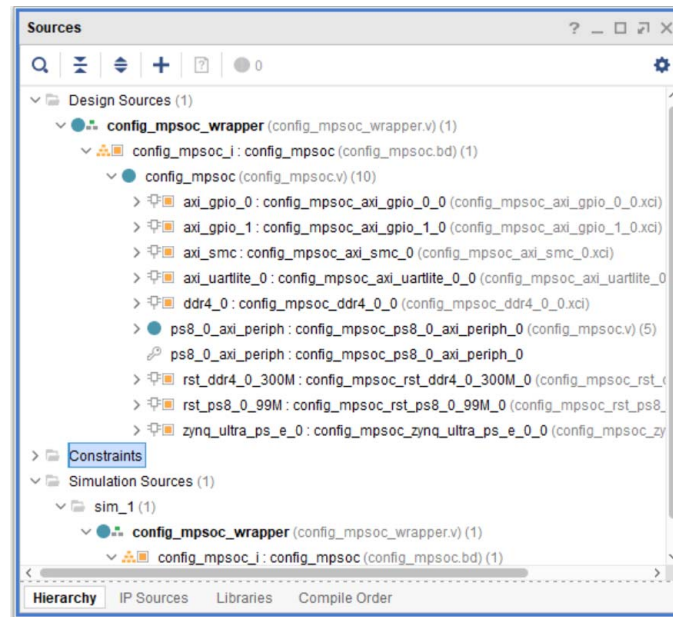 Sources
? _
0
Design Sources (1)
config_mpsoc_wrapper (config_mpsoc_wrapper.v) (1)
config_mpsoc_i : config_mpsoc (config_mpsoc.bd) (1)
config_mpsoc (config_mpsoc.v) (10)
axi_gpio_0 : config_mpsoc_axi_gpio_0_0 (config_mpsoc_axi_gpio_0_0.xci)
axi_gpio_1 : config_mpsoc_axi_gpio_1_0 (config_mpsoc_axi_gpio_1_0.xci)
axi_smc : config_mpsoc_axi_smc_0 (config_mpsoc_axi_smc_0.xci)
axi_uartlite_0 : config_mpsoc_axi_uartlite_0_0 (config_mpsoc_axi_uartlite_0
ddr4_0 : config_mpsoc_ddr4_0_0 (config_mpsoc_ddr4_0_0.xci)
ps8_0_axi_periph : config_mpsoc_ps8_0_axi_periph_0 (config_mpsoc.v) (5)
ps8_0_axi_periph : config_mpsoc_ps8_0_axi_periph_0
rst_ddr4_0_300M : config_mpsoc_rst_ddr4_0_300M_0 (config_mpsoc_rst_
rst_ps8_0_99M : config_mpsoc_rst_ps8_0_99M_0 (config_mpsoc_rst_ps8_
zynq_ultra_ps_e_0 : config_mpsoc_zynq_ultra_ps_e_0_0 (config_mpsoc_zy
Constraints
Simulation Sources (1)
sim_1 (1)
config_mpsoc_wrapper (config_mpsoc_wrapper.v) (1)
config_mpsoc_i : config_mpsoc (config_mpsoc.bd) (1)
Hierarchy IP Sources Libraries Compile Order